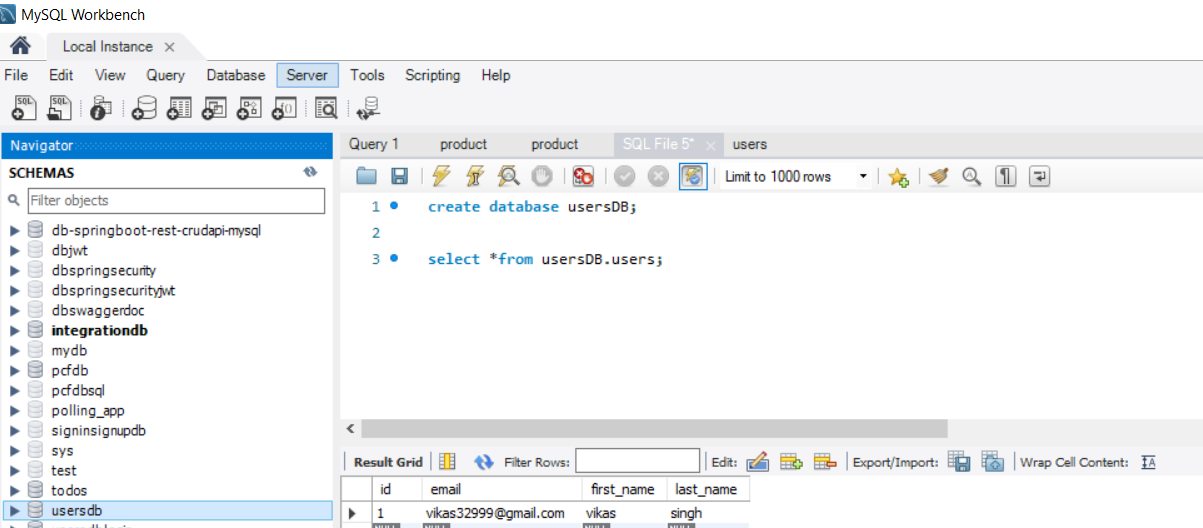 MySQL Workbench
Local Instance
File Edit View Query Database Server Tools Scripting Help
SQL SQL
Navigator
SCHEMAS
Filter objects
db-springboot-rest-crudapi-mysql
dbjwt
dbspringsecurity
dbspringsecurityjwt
dbswaggerdoc
integrationdb
mydb
pcfdb
pcfdbsql
polling_app
signinsignupdb
sys
test
todos
usersdb
Query 1 product product SQL File 5* users
Limit to 1000 rows
1 create database usersDB;
2
3 select *from usersDB.users;
Result Grid Filter Rows: Edit: Export/Import: Wrap Cell Content: IA
id email first_name last_name
1 vikas32999@gmail.com vikas singh
NULL NULL NULL NULL